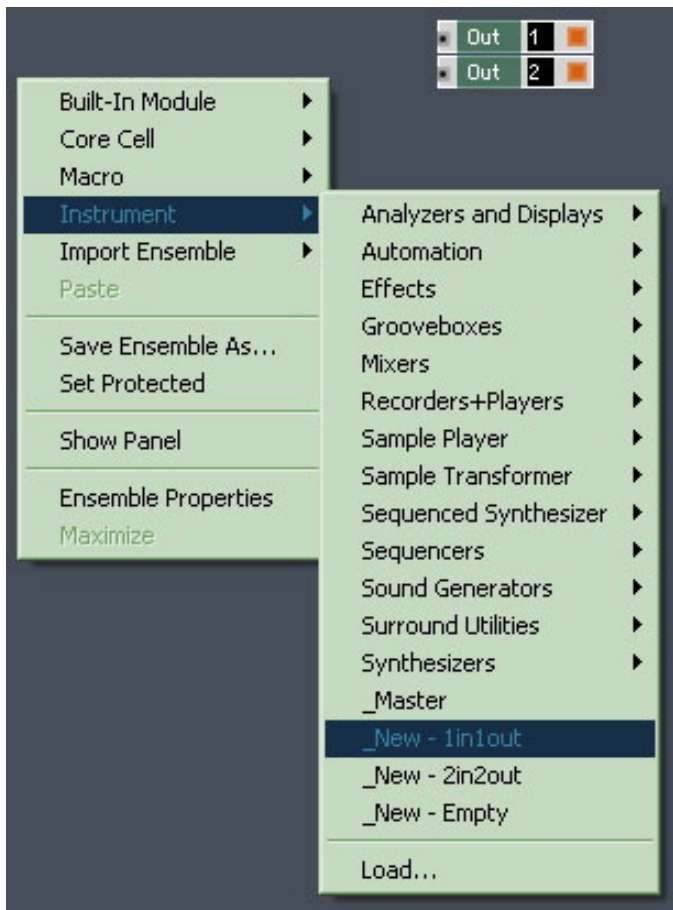 Out 1
Out 2
Built-In Module
Core Cell
Macro
Instrument
Import Ensemble
Paste
Save Ensemble As...
Set Protected
Show Panel
Ensemble Properties
Maximize
Analyzers and Displays
Automation
Effects
Grooveboxes
Mixers
Recorders+Players
Sample Player
Sample Transformer
Sequenced Synthesizer
Sequencers
Sound Generators
Surround Utilities
Synthesizers
_Master
_New - 1in1out
_New - 2in2out
_New - Empty
Load...